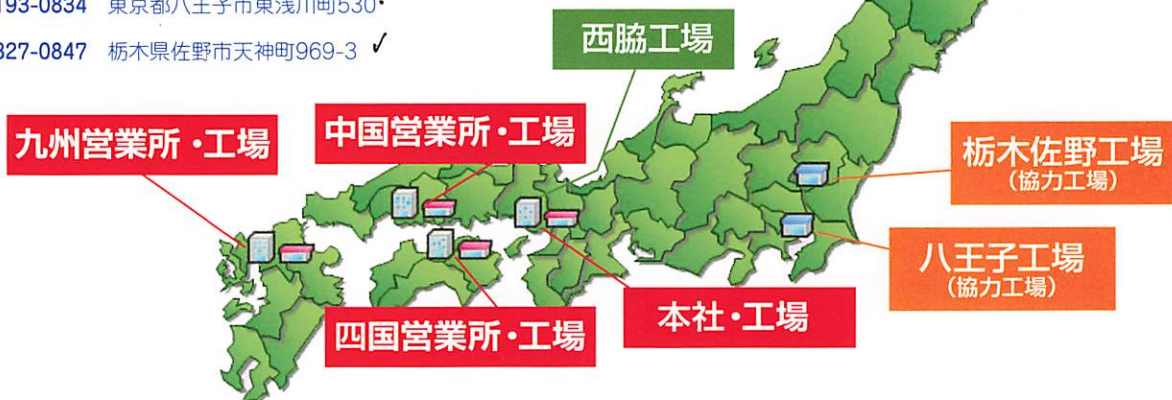 193-0834 東京都八王子市東浅川町530
327-0847 栃木県佐野市天神町969-3 ✓
西脇工場
九州営業所・工場
中国営業所・工場
栃木佐野工場
(協力工場)
八王子工場
(協力工場)
四国営業所・工場
本社・工場